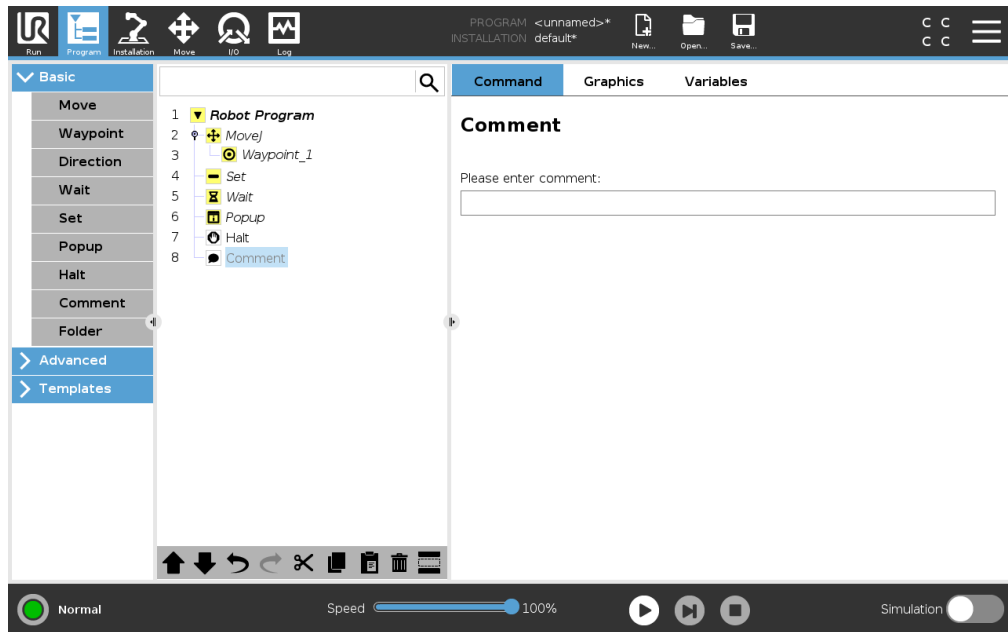 PROGRAM <unnamed>*
INSTALLATION default*
UR
Run Program Installation Move I/O Log
New... Open... Save...
C C
C C
Basic
Move
Waypoint
Direction
Wait
Set
Popup
Halt
Comment
Folder
Advanced
Templates
1 Robot Program
2 MoveJ
3 Waypoint_1
4 Set
5 Wait
6 Popup
7 Halt
8 Comment
Command Graphics Variables
Comment
Please enter comment:
Normal
Speed 100%
Simulation